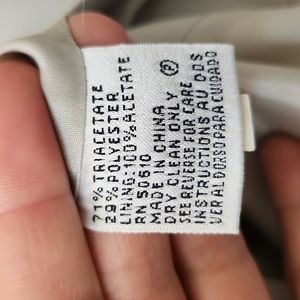 71% TRIACETATE
29% POLYESTER
LINING: 100% ACETATE
RN 50610
MADE IN CHINA
DRY CLEAN ONLY
SEE REVERSE FOR CARE
INSTRUCTIONS AU DOS
VER AL DORSO PARA CUIDADO
P